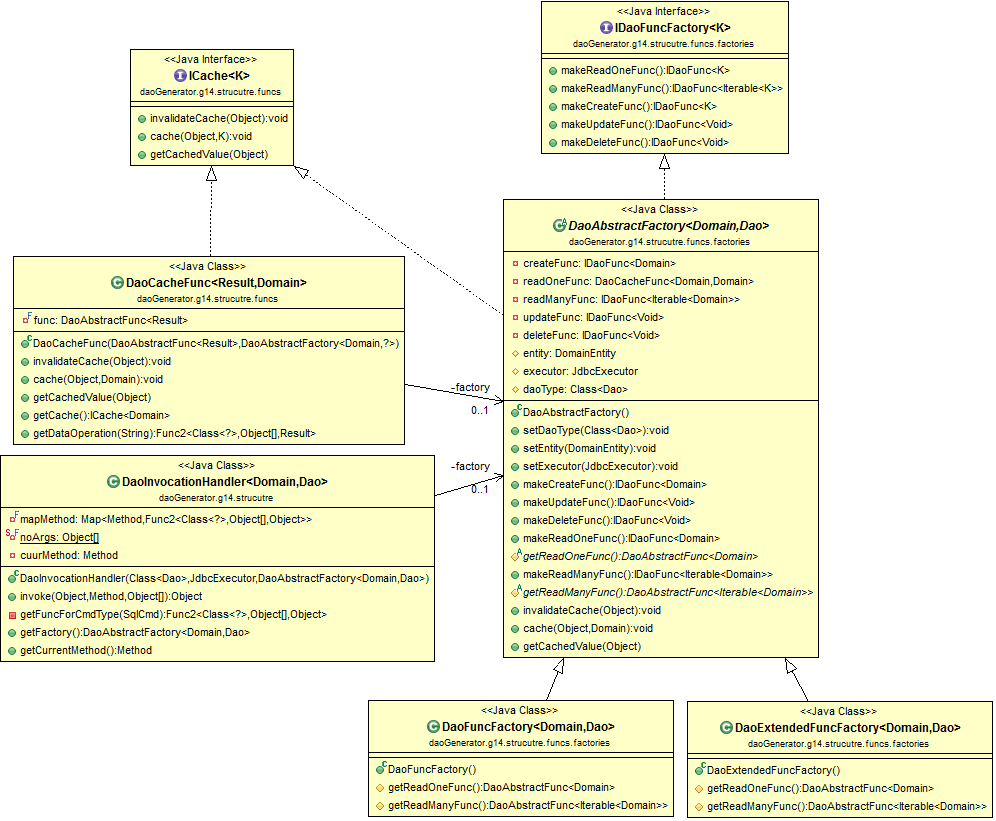 <<Java Interface>>
IDaoFuncFactory<K>
daoGenerator.g14.strucutre.funcs.factories
makeReadOneFunc():IDaoFunc<K>
makeReadManyFunc():IDaoFunc<Iterable<K>>
makeCreateFunc():IDaoFunc<K>
makeUpdateFunc():IDaoFunc<Void>
makeDeleteFunc():IDaoFunc<Void>
<<Java Interface>>
ICache<K>
daoGenerator.g14.strucutre.funcs
invalidateCache(Object):void
cache(Object,K):void
getCachedValue(Object)
<<Java Class>>
DaoAbstractFactory<Domain,Dao>
daoGenerator.g14.strucutre.funcs.factories
createFunc: IDaoFunc<Domain>
readOneFunc: DaoCacheFunc<Domain,Domain>
readManyFunc: IDaoFunc<Iterable<Domain>>
updateFunc: IDaoFunc<Void>
deleteFunc: IDaoFunc<Void>
entity: DomainEntity
executor: JdbcExecutor
daoType: Class<Dao>
DaoAbstractFactory()
setDaoType(Class<Dao>):void
setEntity(DomainEntity):void
setExecutor(JdbcExecutor):void
makeCreateFunc():IDaoFunc<Domain>
makeUpdateFunc():IDaoFunc<Void>
makeDeleteFunc():IDaoFunc<Void>
makeReadOneFunc():IDaoFunc<Domain>
getReadOneFunc():DaoAbstractFunc<Domain>
makeReadManyFunc():IDaoFunc<Iterable<Domain>>
getReadManyFunc():DaoAbstractFunc<Iterable<Domain>>
invalidateCache(Object):void
cache(Object,Domain):void
getCachedValue(Object)
<<Java Class>>
DaoCacheFunc<Result,Domain>
daoGenerator.g14.strucutre.funcs
func: DaoAbstractFunc<Result>
DaoCacheFunc(DaoAbstractFunc<Result>,DaoAbstractFactory<Domain,?>)
invalidateCache(Object):void
cache(Object,Domain):void
getCachedValue(Object)
getCache():ICache<Domain>
getDataOperation(String):Func2<Class<?>,Object[],Result>
-factory
0..1
<<Java Class>>
DaoInvocationHandler<Domain,Dao>
daoGenerator.g14.strucutre
mapMethod: Map<Method,Func2<Class<?>,Object[],Object>>
noArgs: Object[]
cuurMethod: Method
DaoInvocationHandler(Class<Dao>,JdbcExecutor,DaoAbstractFactory<Domain,Dao>)
invoke(Object,Method,Object[]):Object
getFuncForCmdType(SqlCmd):Func2<Class<?>,Object[],Object>
getFactory():DaoAbstractFactory<Domain,Dao>
getCurrentMethod():Method
-factory
0..1
<<Java Class>>
DaoFuncFactory<Domain,Dao>
daoGenerator.g14.strucutre.funcs.factories
DaoFuncFactory()
getReadOneFunc():DaoAbstractFunc<Domain>
getReadManyFunc():DaoAbstractFunc<Iterable<Domain>>
<<Java Class>>
DaoExtendedFuncFactory<Domain,Dao>
daoGenerator.g14.strucutre.funcs.factories
DaoExtendedFuncFactory()
getReadOneFunc():DaoAbstractFunc<Domain>
getReadManyFunc():DaoAbstractFunc<Iterable<Domain>>